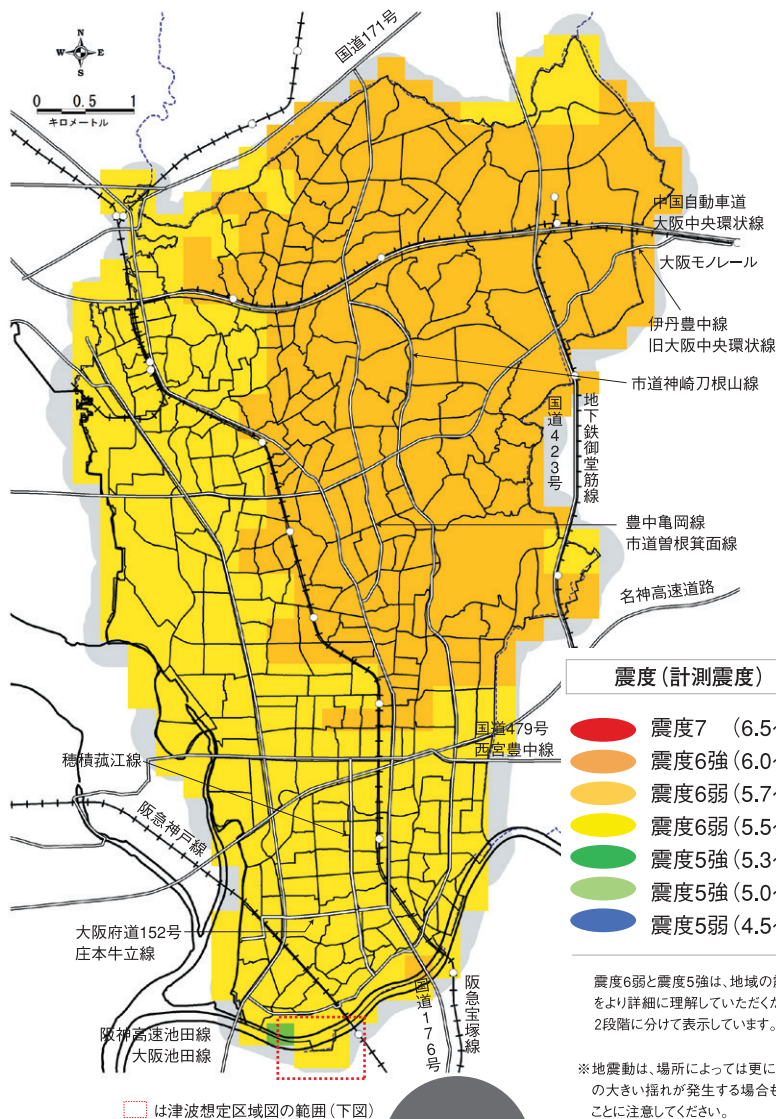 国道171号
N
W E
S
0 0.5 1
キロメートル
中国自動車道
大阪中央環状線
大阪モノレール
伊丹豊中線
旧大阪中央環状線
市道神崎刀根山線
国道423号
地下鉄御堂筋線
豊中亀岡線
市道曽根箕面線
名神高速道路
国道479号
西宮豊中線
穂積菰江線
阪急神戸線
大阪府道152号
庄本牛立線
阪神高速池田線
大阪池田線
国道176号
阪急宝塚線
は津波想定区域図の範囲(下図)
震度(計測震度)
震度7 (6.5~
震度6強(6.0~
震度6弱(5.7~
震度6弱(5.5~
震度5強(5.3~
震度5強(5.0~
震度5弱(4.5~
震度6弱と震度5強は、地域の
をより詳細に理解していただく
2段階に分けて表示しています。
※地震動は、場所によっては更に
の大きい揺れが発生する場合も
ことに注意してください。